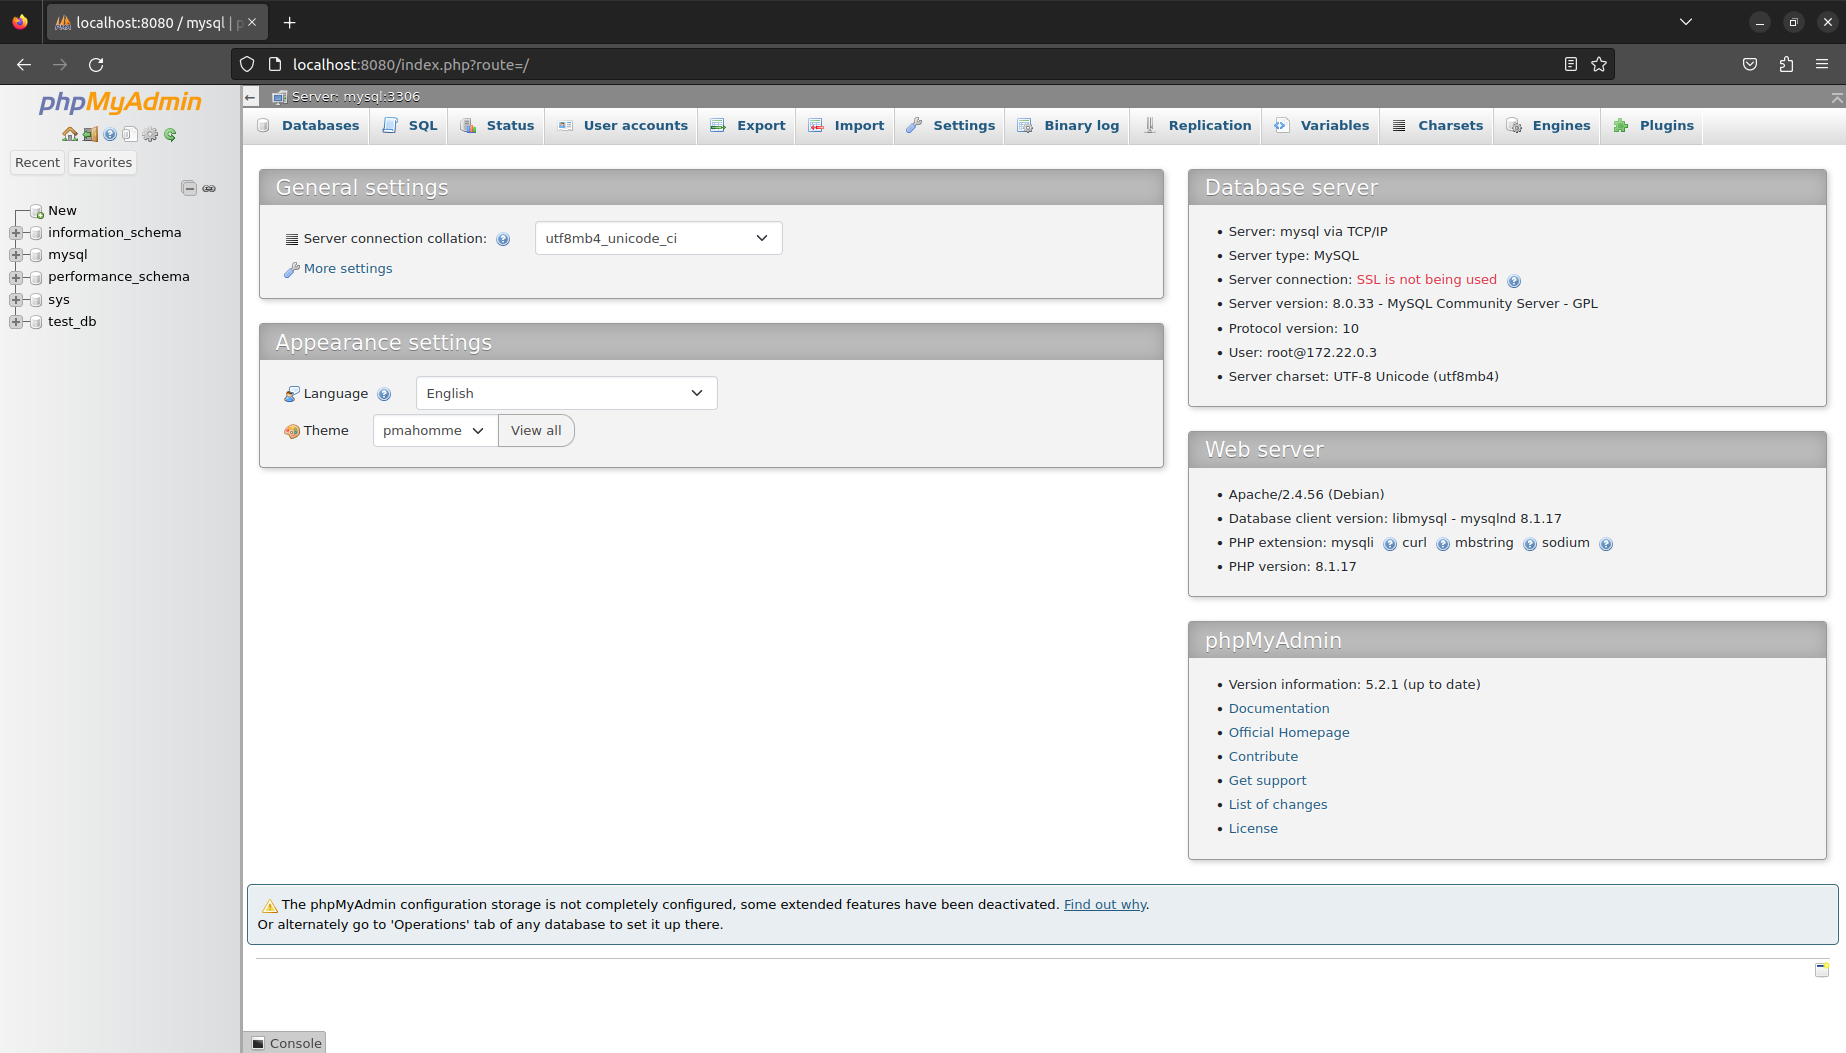 localhost:8080 / mysql | p
localhost:8080/index.php?route=/
phpMyAdmin
Recent
Favorites
New
information_schema
mysql
performance_schema
sys
test_db
Server: mysql:3306
Databases
SQL
Status
User accounts
Export
Import
Settings
Binary log
Replication
Variables
Charsets
Engines
Plugins
General settings
Server connection collation:
utf8mb4_unicode_ci
More settings
Appearance settings
Language
English
Theme
pmahomme
View all
Database server
Server: mysql via TCP/IP
Server type: MySQL
Server connection: SSL is not being used
Server version: 8.0.33 - MySQL Community Server - GPL
Protocol version: 10
User: root@172.22.0.3
Server charset: UTF-8 Unicode (utf8mb4)
Web server
Apache/2.4.56 (Debian)
Database client version: libmysql - mysqlnd 8.1.17
PHP extension: mysqli curl mbstring sodium
PHP version: 8.1.17
phpMyAdmin
Version information: 5.2.1 (up to date)
Documentation
Official Homepage
Contribute
Get support
List of changes
License
The phpMyAdmin configuration storage is not completely configured, some extended features have been deactivated. Find out why.
Or alternately go to 'Operations' tab of any database to set it up there.
Console